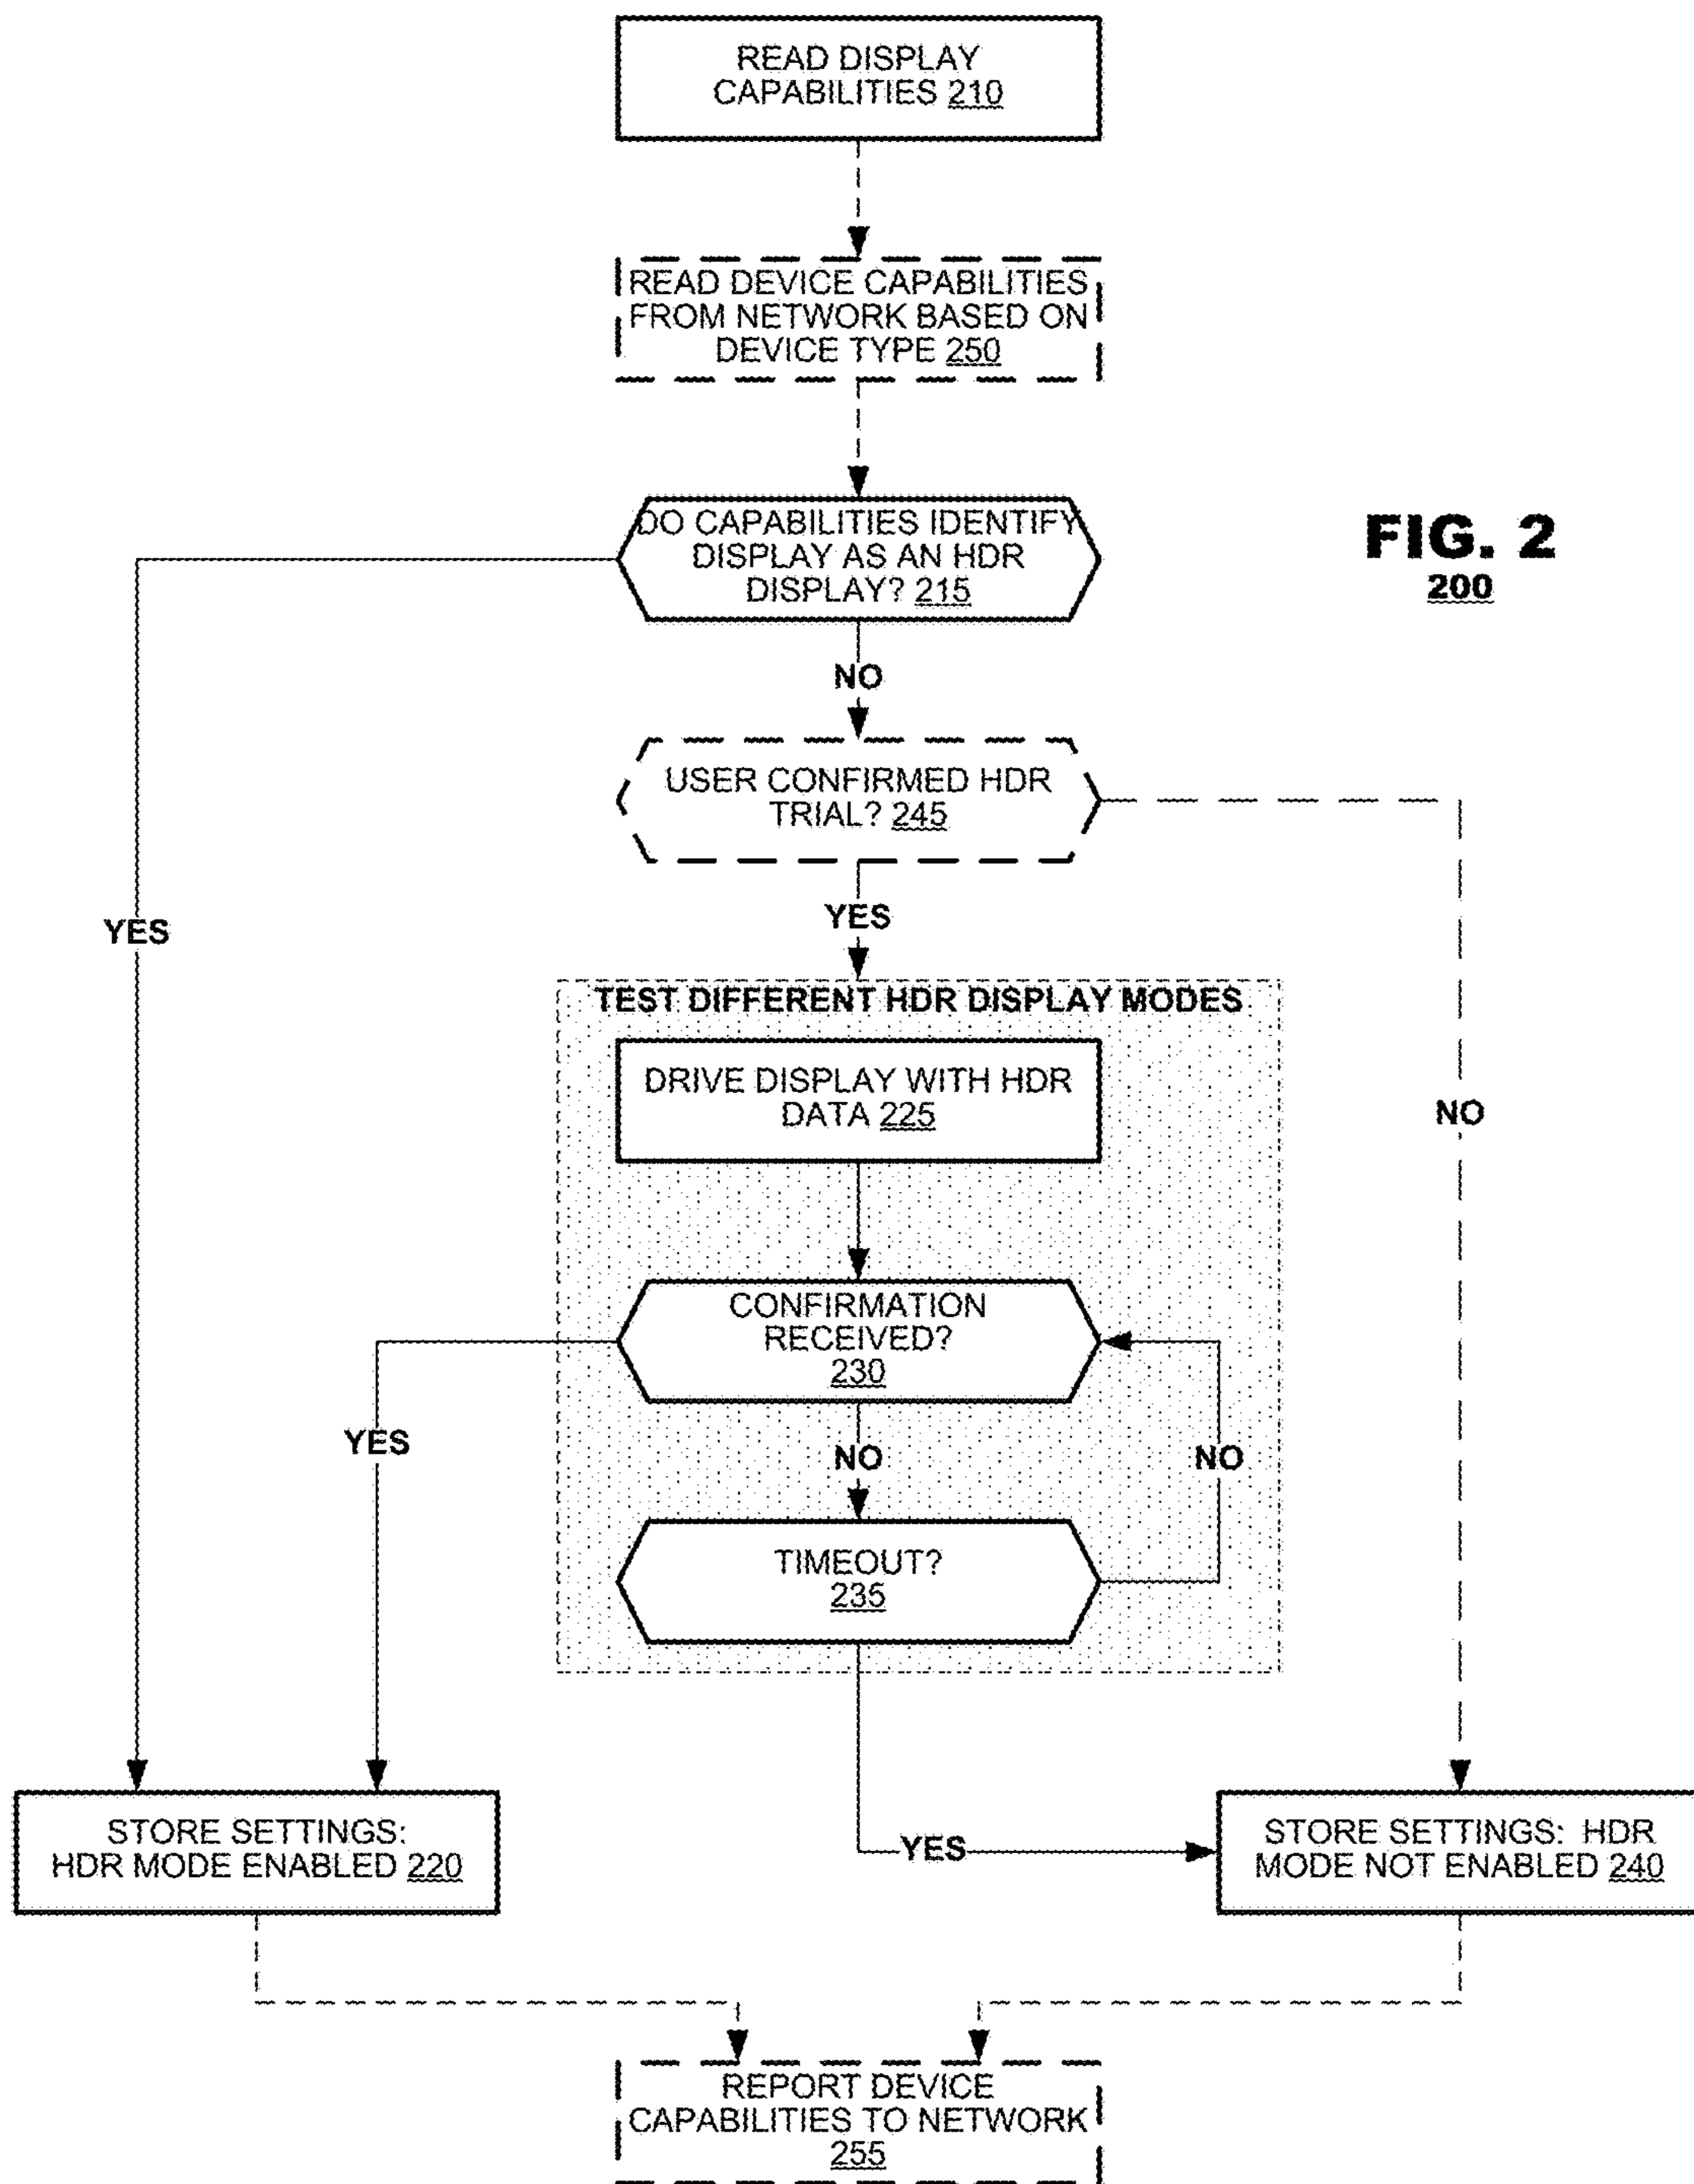 READ DISPLAY
CAPABILITIES 210
READ DEVICE CAPABILITIES
FROM NETWORK BASED ON
DEVICE TYPE 250
DO CAPABILITIES IDENTIFY
DISPLAY AS AN HDR
DISPLAY? 215
FIG. 2
200
NO
USER CONFIRMED HDR
TRIAL? 245
YES
YES
TEST DIFFERENT HDR DISPLAY MODES
DRIVE DISPLAY WITH HDR
DATA 225
NO
CONFIRMATION
RECEIVED?
230
YES
NO
NO
TIMEOUT?
235
STORE SETTINGS:
HDR MODE ENABLED 220
YES
STORE SETTINGS: HDR
MODE NOT ENABLED 240
REPORT DEVICE
CAPABILITIES TO NETWORK
255